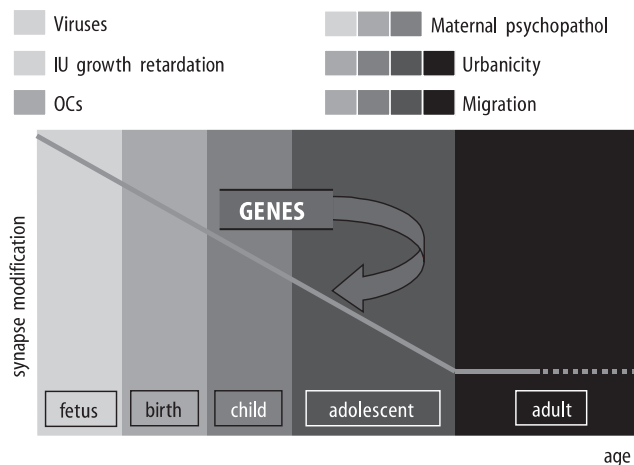 Viruses
Maternal psychopathol
IU growth retardation
Urbanicity
OCs
Migration
GENES
synapse modification
fetus
birth
child
adolescent
adult
age